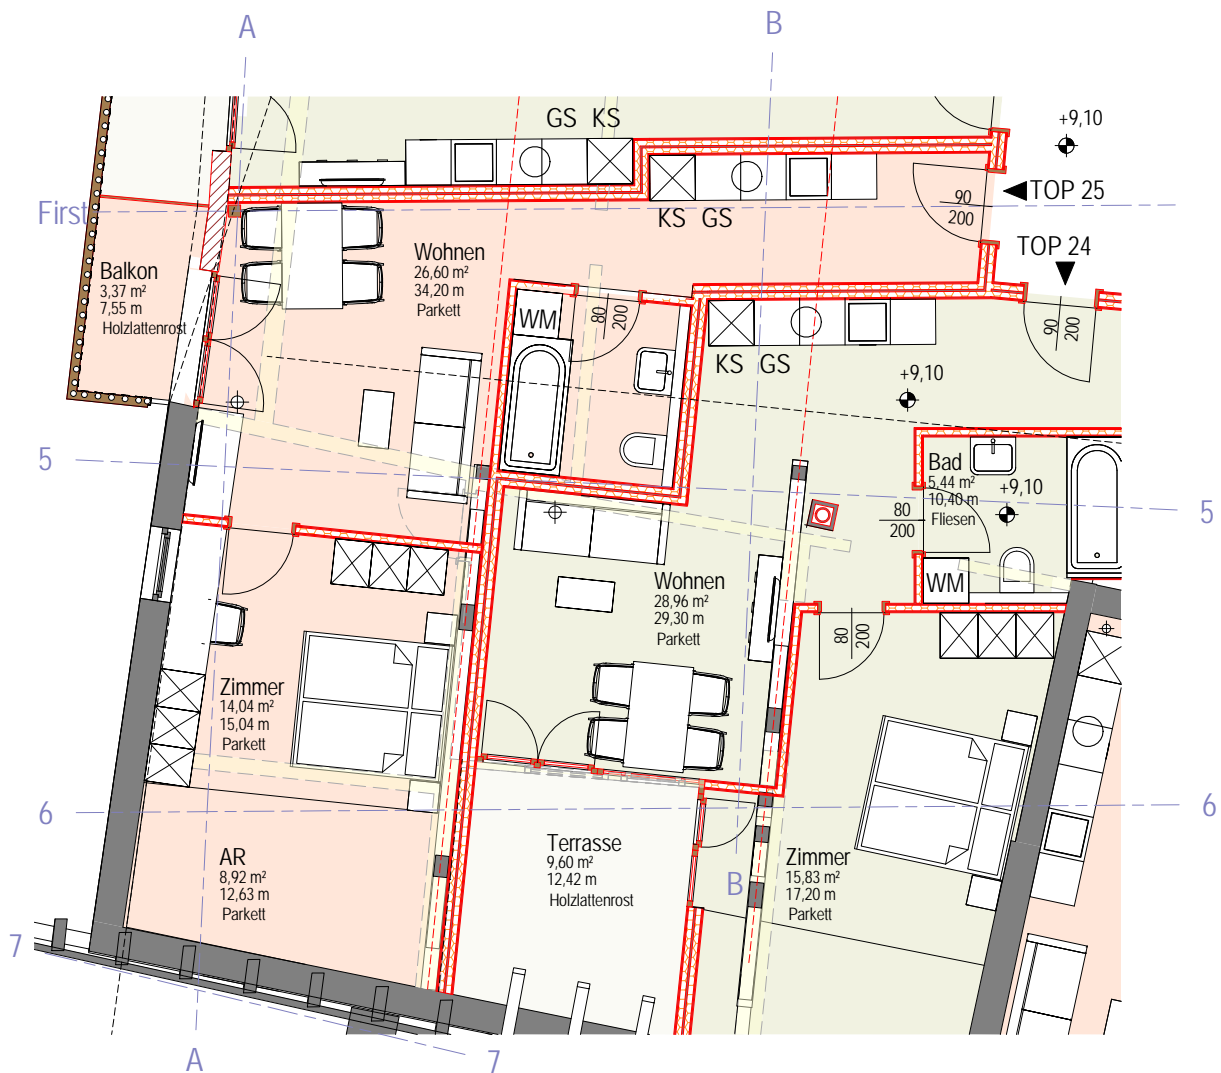 A
B
GS KS
+9,10
90
200
TOP 25
First
KS GS
TOP 24
Wohnen
26,60 m²
34,20 m
Parkett
Balkon
3,37 m²
7,55 m
Holzlattenrost
WM
80
200
90
200
KS GS
+9,10
5
Bad
5,44 m²
10,40 m
Fliesen
+9,10
80
200
5
Wohnen
28,96 m²
29,30 m
Parkett
WM
80
200
Zimmer
14,04 m²
15,04 m
Parkett
6
6
AR
8,92 m²
12,63 m
Parkett
Terrasse
9,60 m²
12,42 m
Holzlattenrost
B
Zimmer
15,83 m²
17,20 m
Parkett
7
A
7